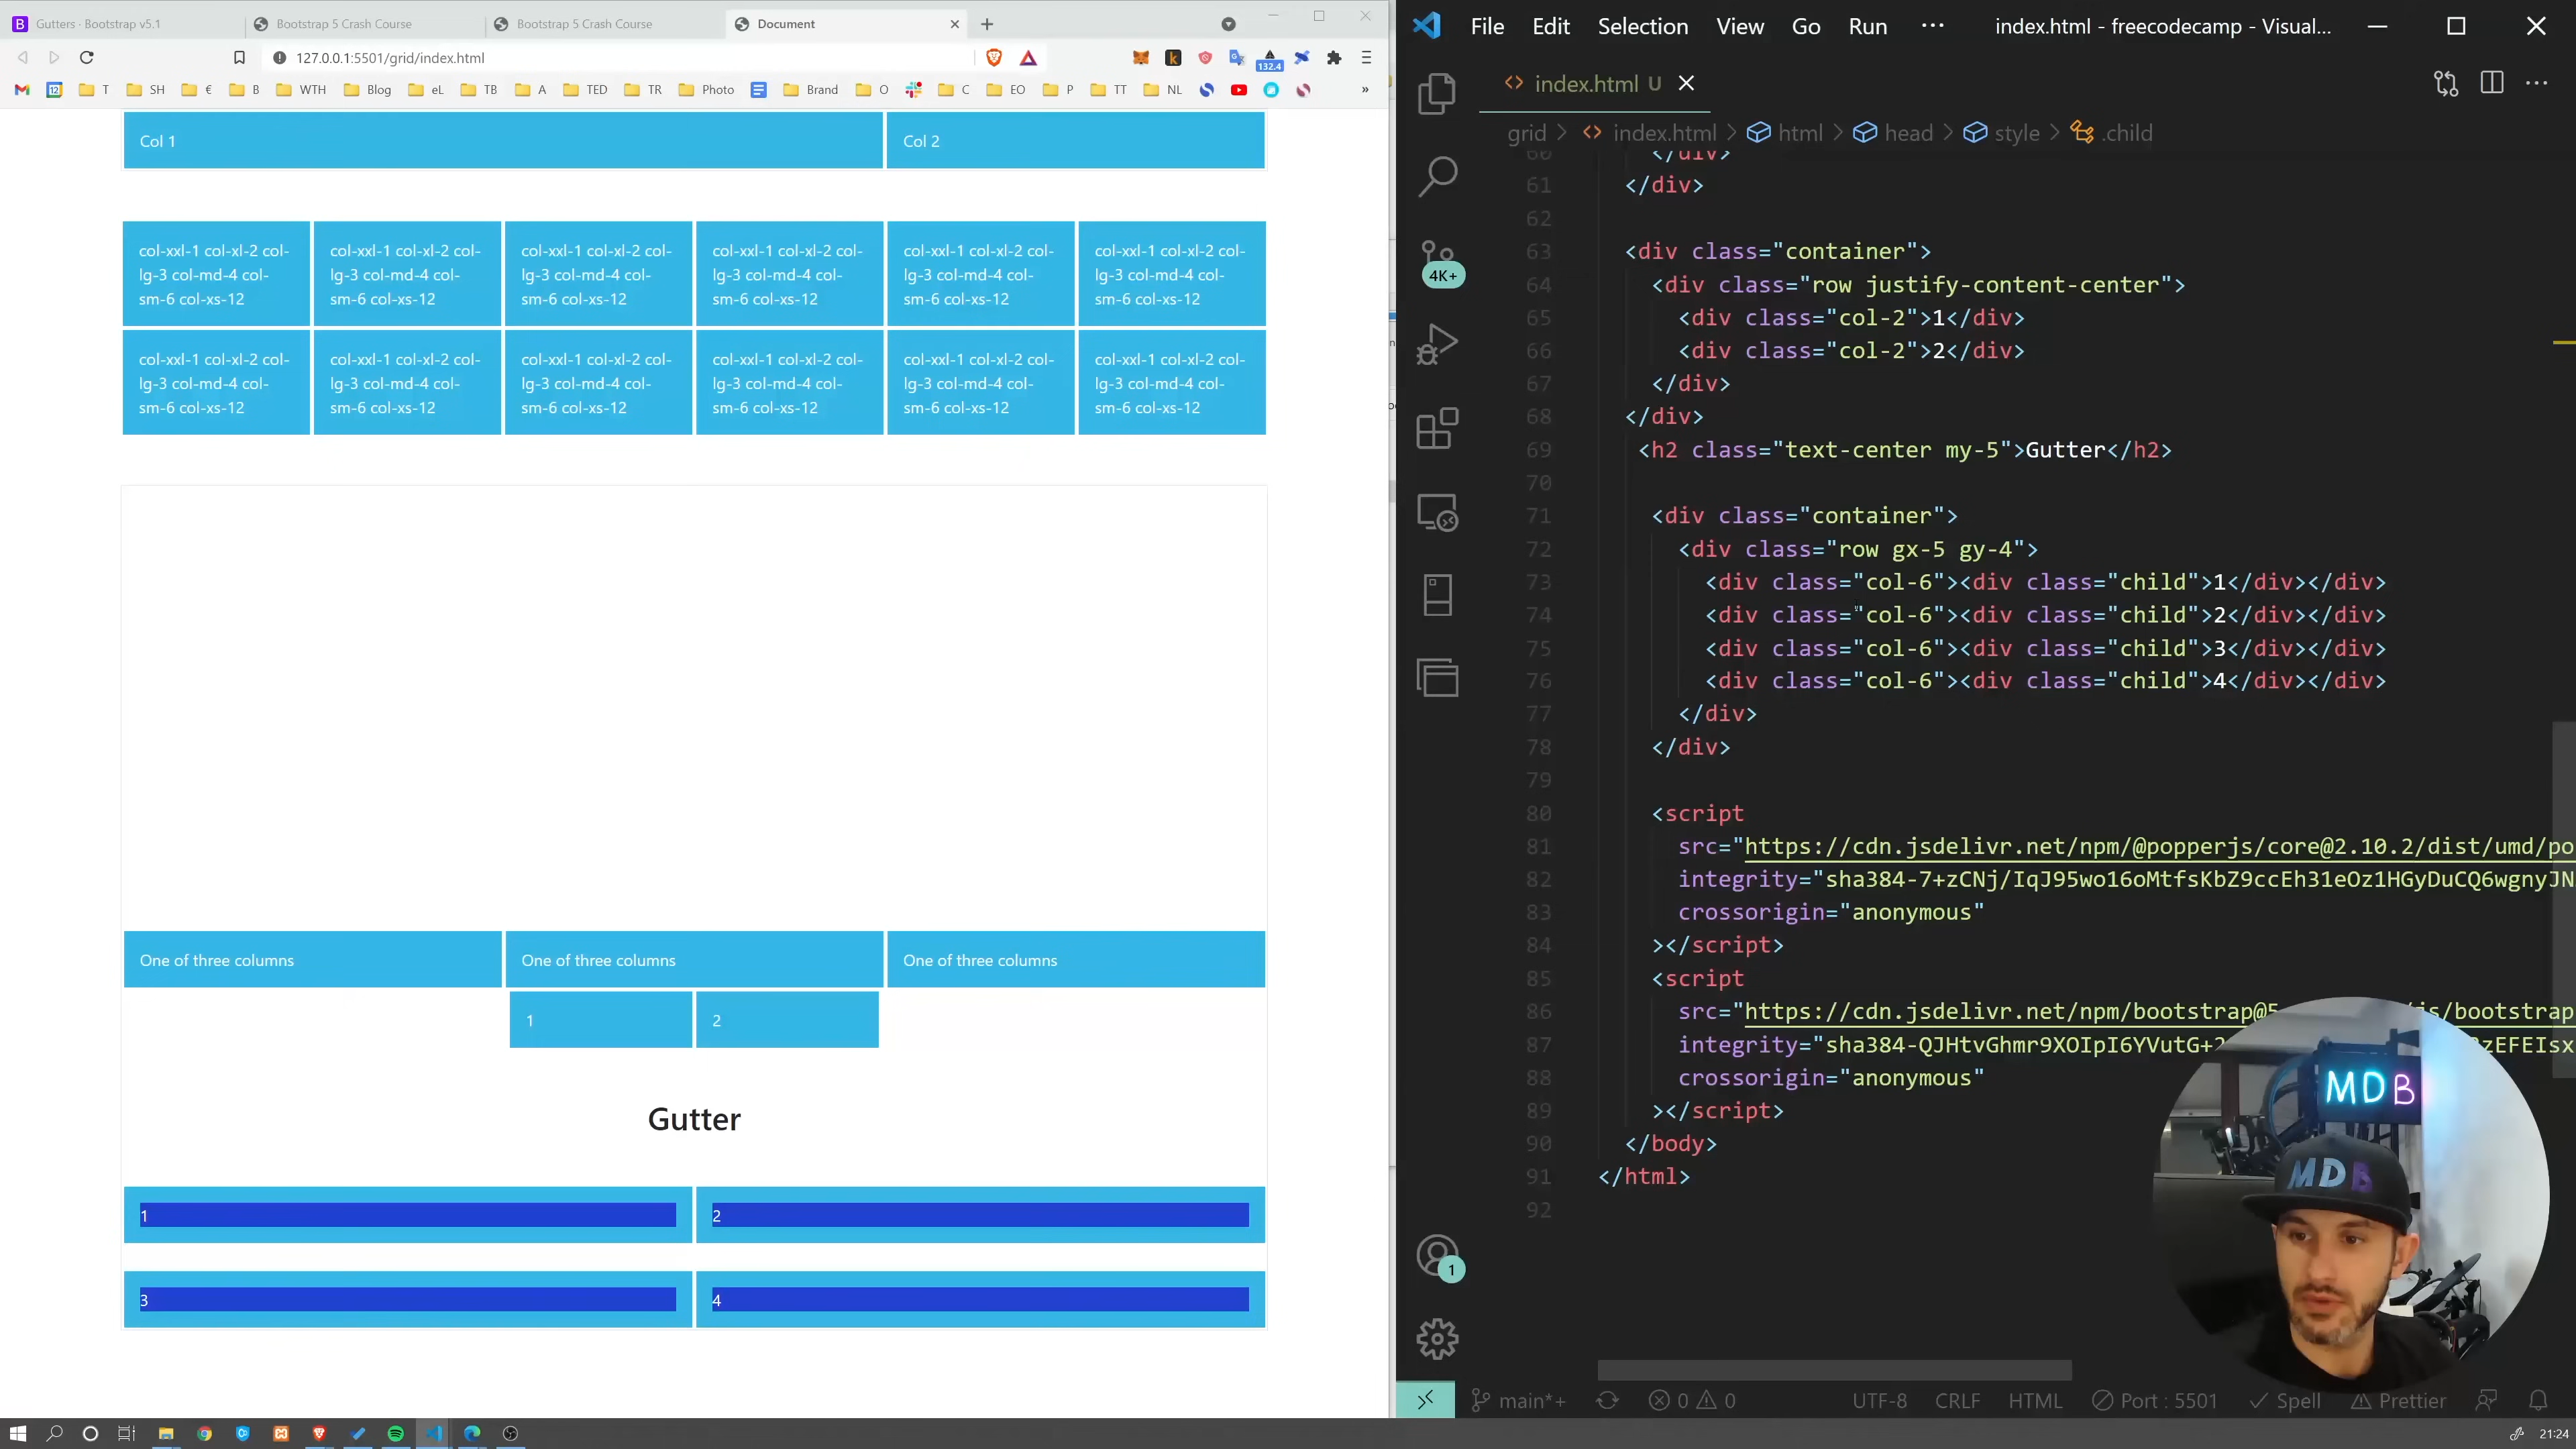 Gutters · Bootstrap v5.1
Bootstrap 5 Crash Course
Bootstrap 5 Crash Course
Document
127.0.0.1:5501/grid/index.html
132.4
12
T
SH
€
B
WTH
Blog
eL
TB
A
TED
TR
Photo
Brand
O
C
EO
P
TT
NL
»
Col 1
Col 2
col-xxl-1 col-xl-2 col-
lg-3 col-md-4 col-
sm-6 col-xs-12
col-xxl-1 col-xl-2 col-
lg-3 col-md-4 col-
sm-6 col-xs-12
col-xxl-1 col-xl-2 col-
lg-3 col-md-4 col-
sm-6 col-xs-12
col-xxl-1 col-xl-2 col-
lg-3 col-md-4 col-
sm-6 col-xs-12
col-xxl-1 col-xl-2 col-
lg-3 col-md-4 col-
sm-6 col-xs-12
col-xxl-1 col-xl-2 col-
lg-3 col-md-4 col-
sm-6 col-xs-12
col-xxl-1 col-xl-2 col-
lg-3 col-md-4 col-
sm-6 col-xs-12
col-xxl-1 col-xl-2 col-
lg-3 col-md-4 col-
sm-6 col-xs-12
col-xxl-1 col-xl-2 col-
lg-3 col-md-4 col-
sm-6 col-xs-12
col-xxl-1 col-xl-2 col-
lg-3 col-md-4 col-
sm-6 col-xs-12
col-xxl-1 col-xl-2 col-
lg-3 col-md-4 col-
sm-6 col-xs-12
col-xxl-1 col-xl-2 col-
lg-3 col-md-4 col-
sm-6 col-xs-12
One of three columns
One of three columns
One of three columns
1
2
Gutter
1
2
3
4
File Edit Selection View Go Run ··· index.html - freecodecamp - Visual...
index.html U
grid > index.html > html > head > style > .child
60 </div>
61 </div>
62
63 <div class="container">
64 <div class="row justify-content-center">
65 <div class="col-2">1</div>
66 <div class="col-2">2</div>
67 </div>
68 </div>
69 <h2 class="text-center my-5">Gutter</h2>
70
71 <div class="container">
72 <div class="row gx-5 gy-4">
73 <div class="col-6"><div class="child">1</div></div>
74 <div class="col-6"><div class="child">2</div></div>
75 <div class="col-6"><div class="child">3</div></div>
76 <div class="col-6"><div class="child">4</div></div>
77 </div>
78 </div>
79
80 <script
81 src="https://cdn.jsdelivr.net/npm/@popperjs/core@2.10.2/dist/umd/po
82 integrity="sha384-7+zCNj/IqJ95wo16oMtfsKbZ9ccEh31eOz1HGyDuCQ6wgnyJN
83 crossorigin="anonymous"
84 ></script>
85 <script
86 src="https://cdn.jsdelivr.net/npm/bootstrap@5 js/bootstrap
87 integrity="sha384-QJHtvGhmr9XOIpI6YVutG+2 zEFEIsx
88 crossorigin="anonymous"
89 ></script>
90 </body>
91 </html>
92
4K+
1
MDB
MDB
main*+ 0 0 UTF-8 CRLF HTML Port : 5501 Spell Prettier
21:24